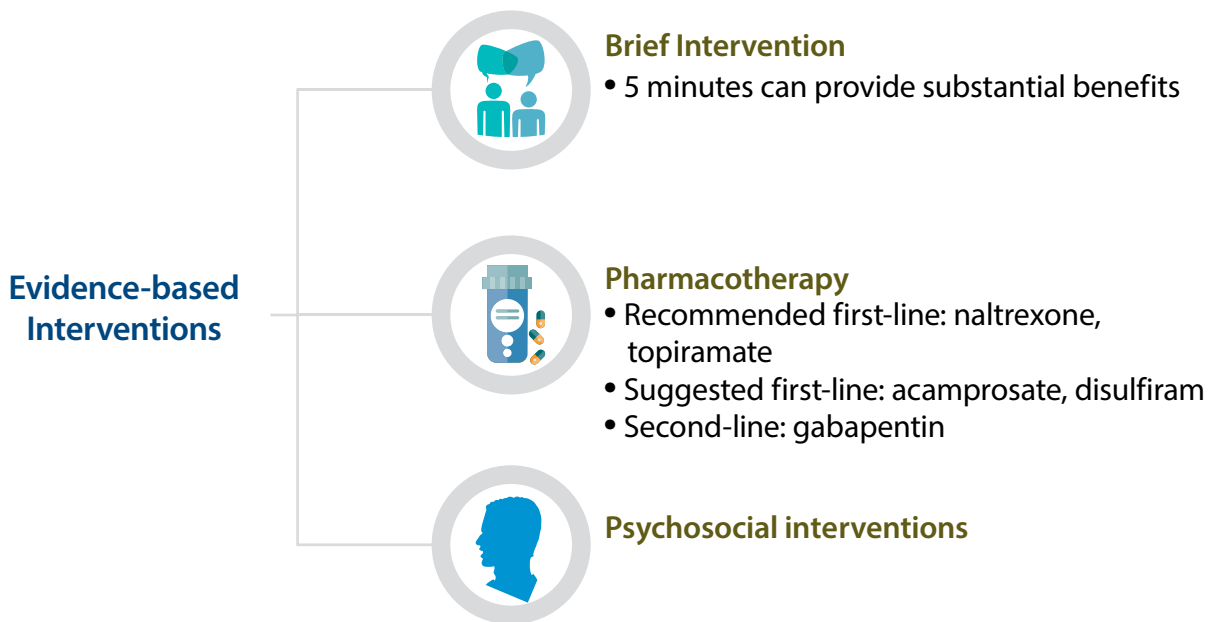 Brief Intervention
• 5 minutes can provide substantial benefits
Evidence-based
Interventions
Pharmacotherapy
• Recommended first-line: naltrexone,
topiramate
• Suggested first-line: acamprosate, disulfiram
• Second-line: gabapentin
Psychosocial interventions